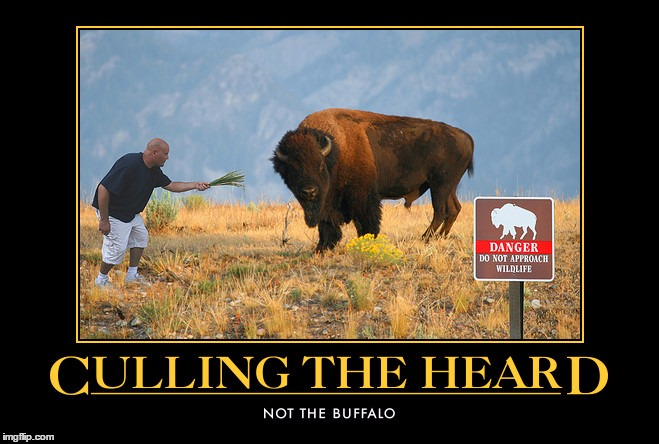 DANGER
DO NOT APPROACH
WILDLIFE
CULLING THE HEARD
NOT THE BUFFALO
imgflip.com